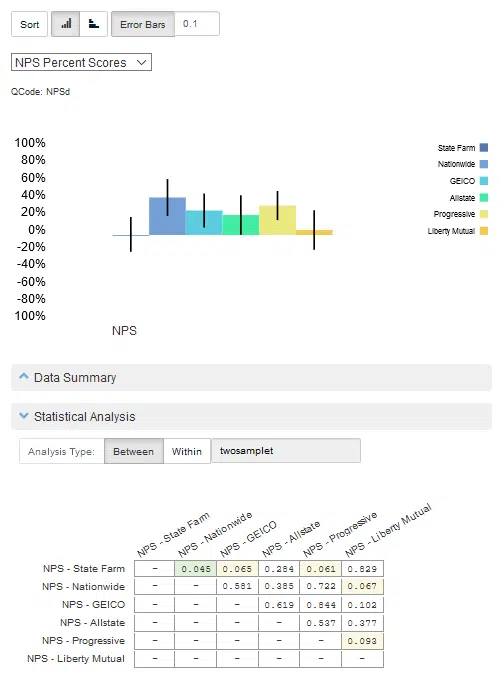 Sort Error Bars 0.1
NPS Percent Scores
QCode: NPSd
100%
80%
60%
40%
20%
0%
-20%
-40%
-60%
-80%
100%
NPS
State Farm
Nationwide
GEICO
Allstate
Progressive
Liberty Mutual
Data Summary
Statistical Analysis
Analysis Type: Between Within twosamplet
NPS - State Farm NPS - Nationwide NPS - GEICO NPS - Allstate NPS - Progressive NPS - Liberty Mutual
NPS - State Farm – 0.045 0.065 0.284 0.061 0.829
NPS - Nationwide – – 0.581 0.385 0.722 0.067
NPS - GEICO – – – 0.619 0.844 0.102
NPS - Allstate – – – – 0.537 0.377
NPS - Progressive – – – – – 0.093
NPS - Liberty Mutual – – – – – –